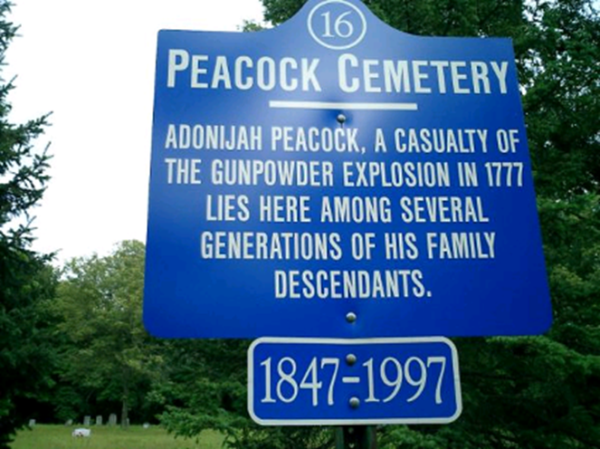 16
PEACOCK CEMETERY
ADONIJAH PEACOCK, A CASUALTY OF
THE GUNPOWDER EXPLOSION IN 1777
LIES HERE AMONG SEVERAL
GENERATIONS OF HIS FAMILY
DESCENDANTS.
1847-1997